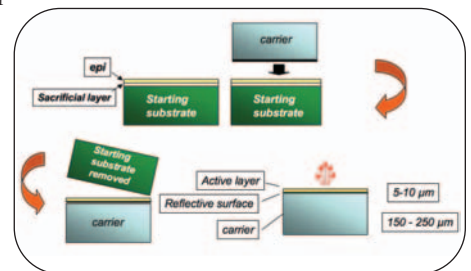 carrier
epi
Sacrificial layer
Starting
substrate
Starting
substrate
Starting
substrate
removed
carrier
Active layer
Reflective surface
carrier
5-10 µm
150 - 250 µm